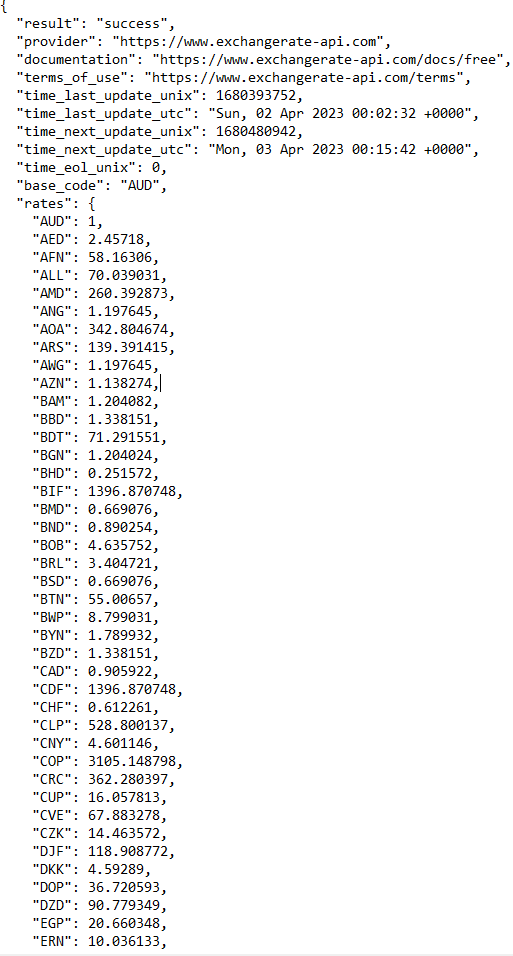 {
"result": "success",
"provider": "https://www.exchangerate-api.com",
"documentation": "https://www.exchangerate-api.com/docs/free",
"terms_of_use": "https://www.exchangerate-api.com/terms",
"time_last_update_unix": 1680393752,
"time_last_update_utc": "Sun, 02 Apr 2023 00:02:32 +0000",
"time_next_update_unix": 1680480942,
"time_next_update_utc": "Mon, 03 Apr 2023 00:15:42 +0000",
"time_eol_unix": 0,
"base_code": "AUD",
"rates": {
"AUD": 1,
"AED": 2.45718,
"AFN": 58.16306,
"ALL": 70.039031,
"AMD": 260.392873,
"ANG": 1.197645,
"AOA": 342.804674,
"ARS": 139.391415,
"AWG": 1.197645,
"AZN": 1.138274,
"BAM": 1.204082,
"BBD": 1.338151,
"BDT": 71.291551,
"BGN": 1.204024,
"BHD": 0.251572,
"BIF": 1396.870748,
"BMD": 0.669076,
"BND": 0.890254,
"BOB": 4.635752,
"BRL": 3.404721,
"BSD": 0.669076,
"BTN": 55.00657,
"BWP": 8.799031,
"BYN": 1.789932,
"BZD": 1.338151,
"CAD": 0.905922,
"CDF": 1396.870748,
"CHF": 0.612261,
"CLP": 528.800137,
"CNY": 4.601146,
"COP": 3105.148798,
"CRC": 362.280397,
"CUP": 16.057813,
"CVE": 67.883278,
"CZK": 14.463572,
"DJF": 118.908772,
"DKK": 4.59289,
"DOP": 36.720593,
"DZD": 90.779349,
"EGP": 20.660348,
"ERN": 10.036133,